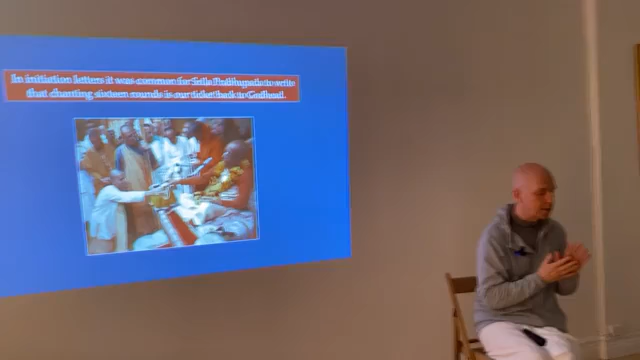 In initiation letters it was common for Srila Prabhupada to write
that chanting sixteen rounds is our ticket back to Godhead.